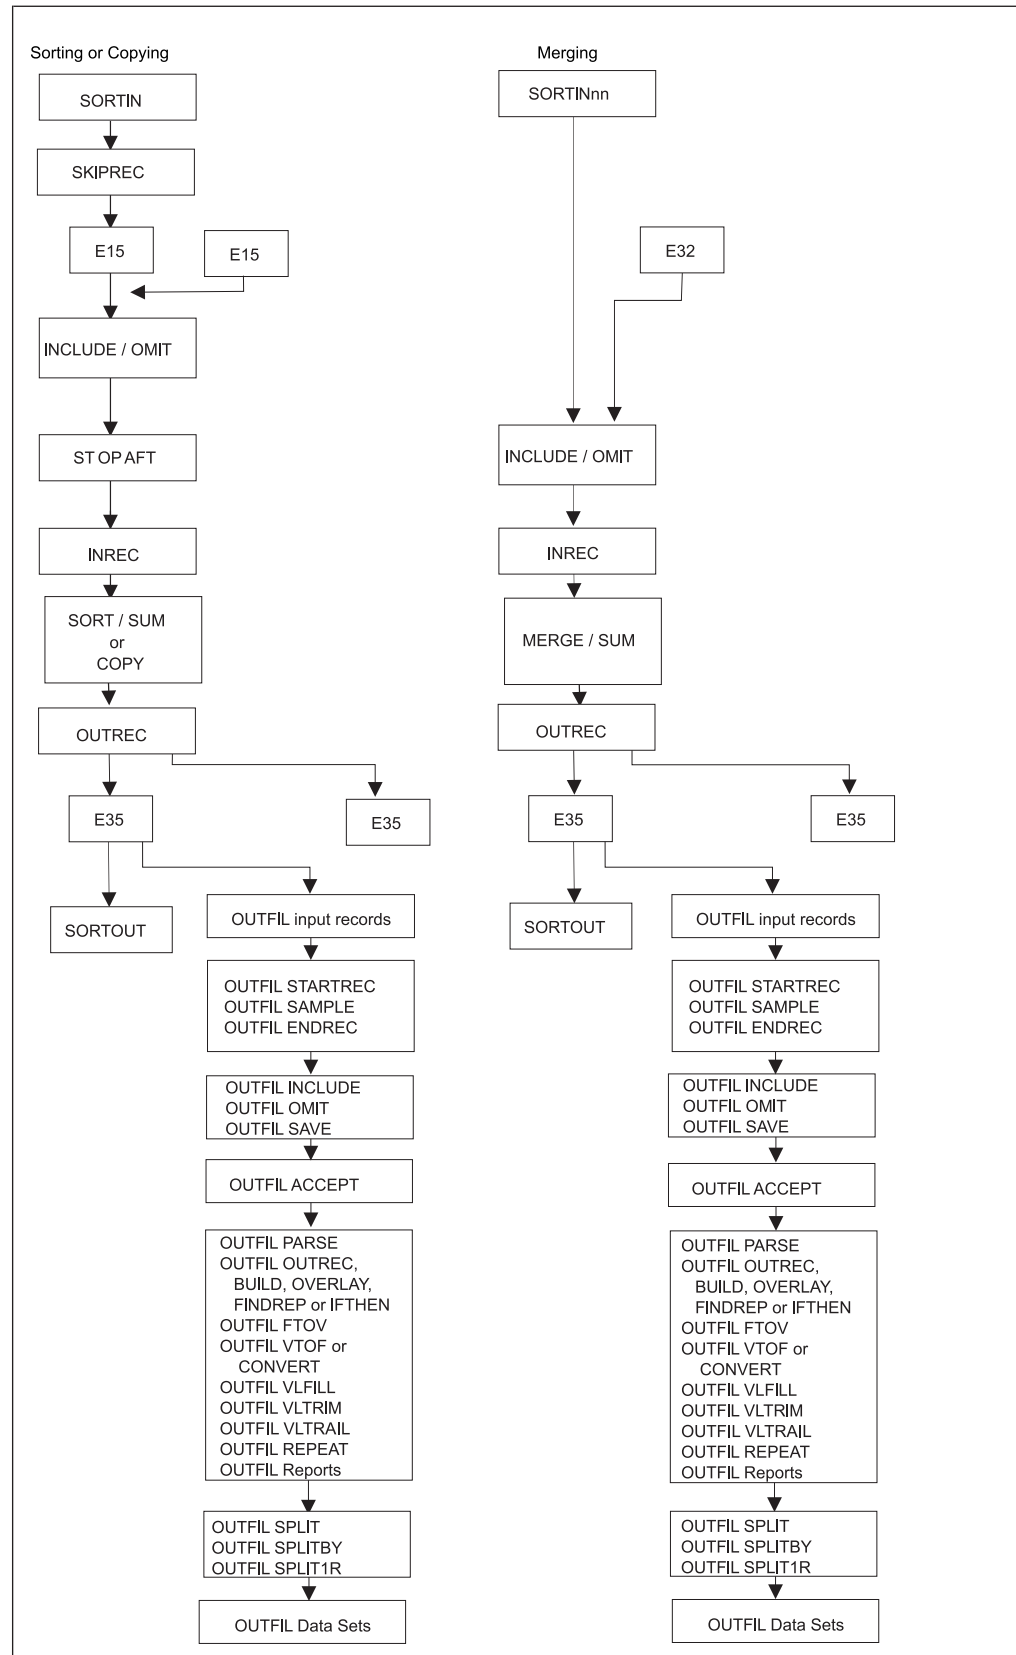 Sorting or Copying
SORTIN
SKIPREC
E15
E15
INCLUDE / OMIT
ST OP AFT
INREC
SORT / SUM
or
COPY
OUTREC
E35
E35
SORTOUT
OUTFIL input records
OUTFIL STARTREC
OUTFIL SAMPLE
OUTFIL ENDREC
OUTFIL INCLUDE
OUTFIL OMIT
OUTFIL SAVE
OUTFIL ACCEPT
OUTFIL PARSE
OUTFIL OUTREC,
BUILD, OVERLAY,
FINDREP or IFTHEN
OUTFIL FTOV
OUTFIL VTOF or
CONVERT
OUTFIL VLFILL
OUTFIL VLTRIM
OUTFIL VLTRAIL
OUTFIL REPEAT
OUTFIL Reports
OUTFIL SPLIT
OUTFIL SPLITBY
OUTFIL SPLIT1R
OUTFIL Data Sets
Merging
SORTINnn
E32
INCLUDE / OMIT
INREC
MERGE / SUM
OUTREC
E35
E35
SORTOUT
OUTFIL input records
OUTFIL STARTREC
OUTFIL SAMPLE
OUTFIL ENDREC
OUTFIL INCLUDE
OUTFIL OMIT
OUTFIL SAVE
OUTFIL ACCEPT
OUTFIL PARSE
OUTFIL OUTREC,
BUILD, OVERLAY,
FINDREP or IFTHEN
OUTFIL FTOV
OUTFIL VTOF or
CONVERT
OUTFIL VLFILL
OUTFIL VLTRIM
OUTFIL VLTRAIL
OUTFIL REPEAT
OUTFIL Reports
OUTFIL SPLIT
OUTFIL SPLITBY
OUTFIL SPLIT1R
OUTFIL Data Sets